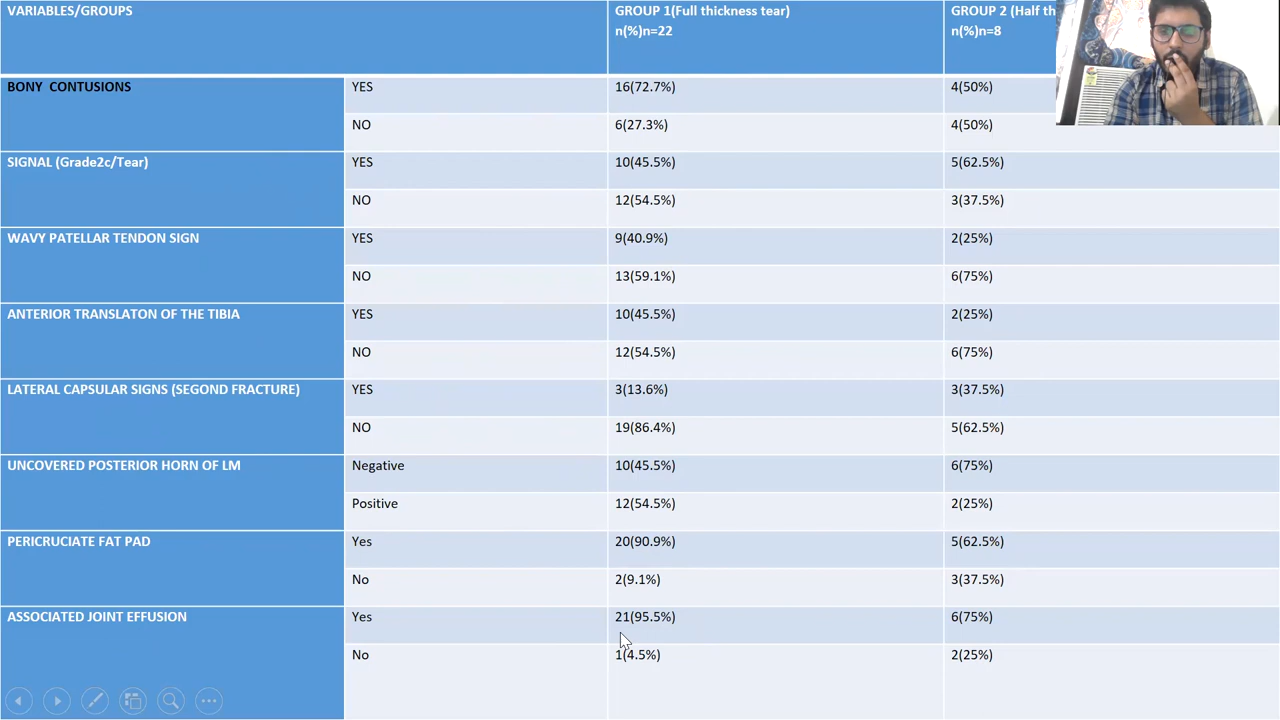 VARIABLES/GROUPS
GROUP 1(Full thickness tear)
n(%)n=22
GROUP 2 (Half
n(%)n=8
BONY CONTUSIONS
YES
16(72.7%)
4(50%)
NO
6(27.3%)
4(50%)
SIGNAL (Grade2c/Tear)
YES
10(45.5%)
5(62.5%)
NO
12(54.5%)
3(37.5%)
WAVY PATELLAR TENDON SIGN
YES
9(40.9%)
2(25%)
NO
13(59.1%)
6(75%)
ANTERIOR TRANSLATON OF THE TIBIA
YES
10(45.5%)
2(25%)
NO
12(54.5%)
6(75%)
LATERAL CAPSULAR SIGNS (SEGOND FRACTURE)
YES
3(13.6%)
3(37.5%)
NO
19(86.4%)
5(62.5%)
UNCOVERED POSTERIOR HORN OF LM
Negative
10(45.5%)
6(75%)
Positive
12(54.5%)
2(25%)
PERICRUCIATE FAT PAD
Yes
20(90.9%)
5(62.5%)
No
2(9.1%)
3(37.5%)
ASSOCIATED JOINT EFFUSION
Yes
21(95.5%)
6(75%)
No
1(4.5%)
2(25%)